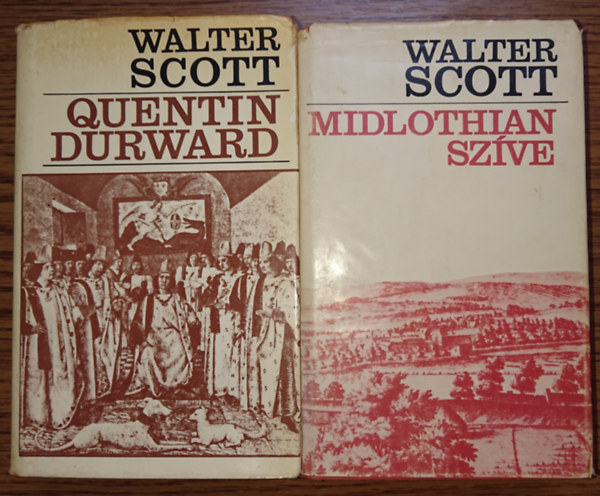 WALTER
SCOTT
QUENTIN
DURWARD
WALTER
SCOTT
MIDLOTHIAN
SZÍVE